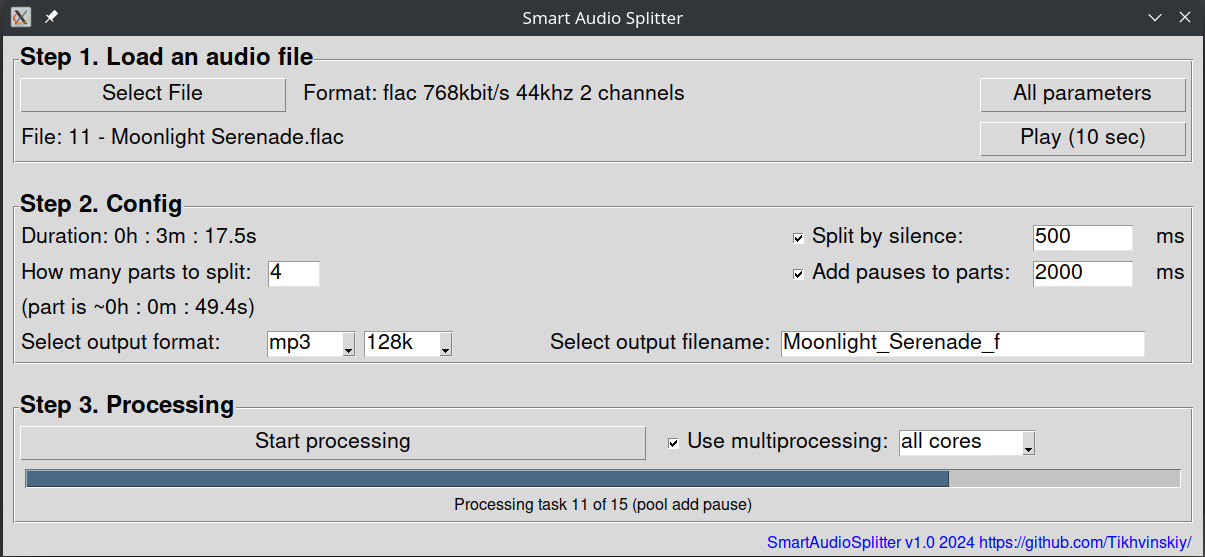 Smart Audio Splitter
Step 1. Load an audio file
Select File Format: flac 768kbit/s 44khz 2 channels All parameters
File: 11 - Moonlight Serenade.flac Play (10 sec)
Step 2. Config
Duration: 0h : 3m : 17.5s Split by silence: 500 ms
How many parts to split: 4 Add pauses to parts: 2000 ms
(part is ~0h : 0m : 49.4s)
Select output format: mp3 128k Select output filename: Moonlight_Serenade_f
Step 3. Processing
Start processing Use multiprocessing: all cores
Processing task 11 of 15 (pool add pause)
SmartAudioSplitter v1.0 2024 https://github.com/Tikhvinskiy/